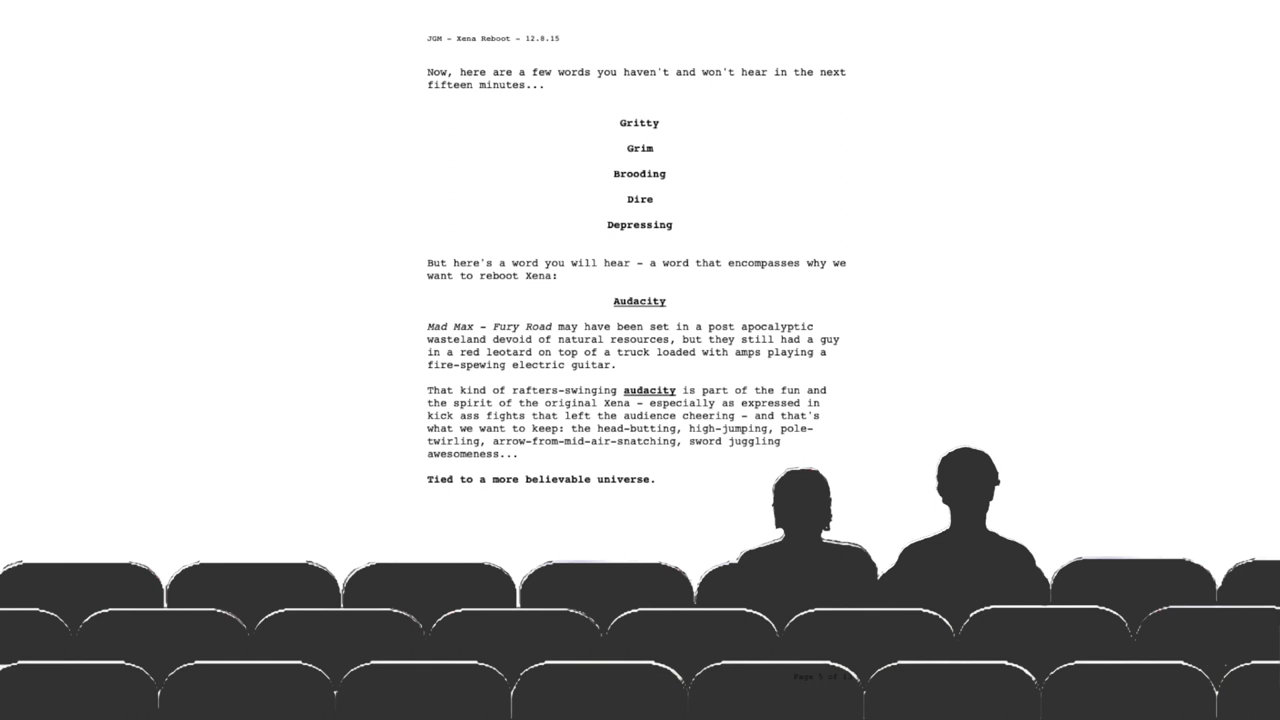 JGM - Xena Reboot - 12.8.15
Now, here are a few words you haven't and won't hear in the next
fifteen minutes...
Gritty
Grim
Brooding
Dire
Depressing
But here's a word you will hear - a word that encompasses why we
want to reboot Xena:
Audacity
Mad Max - Fury Road may have been set in a post apocalyptic
wasteland devoid of natural resources, but they still had a guy
in a red leotard on top of a truck loaded with amps playing a
fire-spewing electric guitar.
That kind of rafters-swinging audacity is part of the fun and
the spirit of the original Xena - especially as expressed in
kick ass fights that left the audience cheering - and that's
what we want to keep: the head-butting, high-jumping, pole-
twirling, arrow-from-mid-air-snatching, sword juggling
awesomeness...
Tied to a more believable universe.
Page 5 of